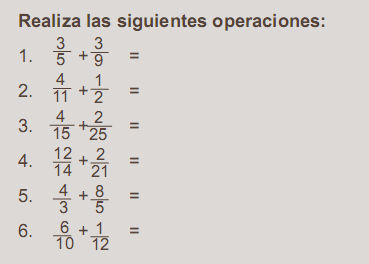 Realiza las siguientes operaciones:
1. 3/5 + 3/9 =
2. 4/11 + 1/2 =
3. 4/15 + 2/25 =
4. 12/14 + 2/21 =
5. 4/3 + 8/5 =
6. 6/10 + 1/12 =